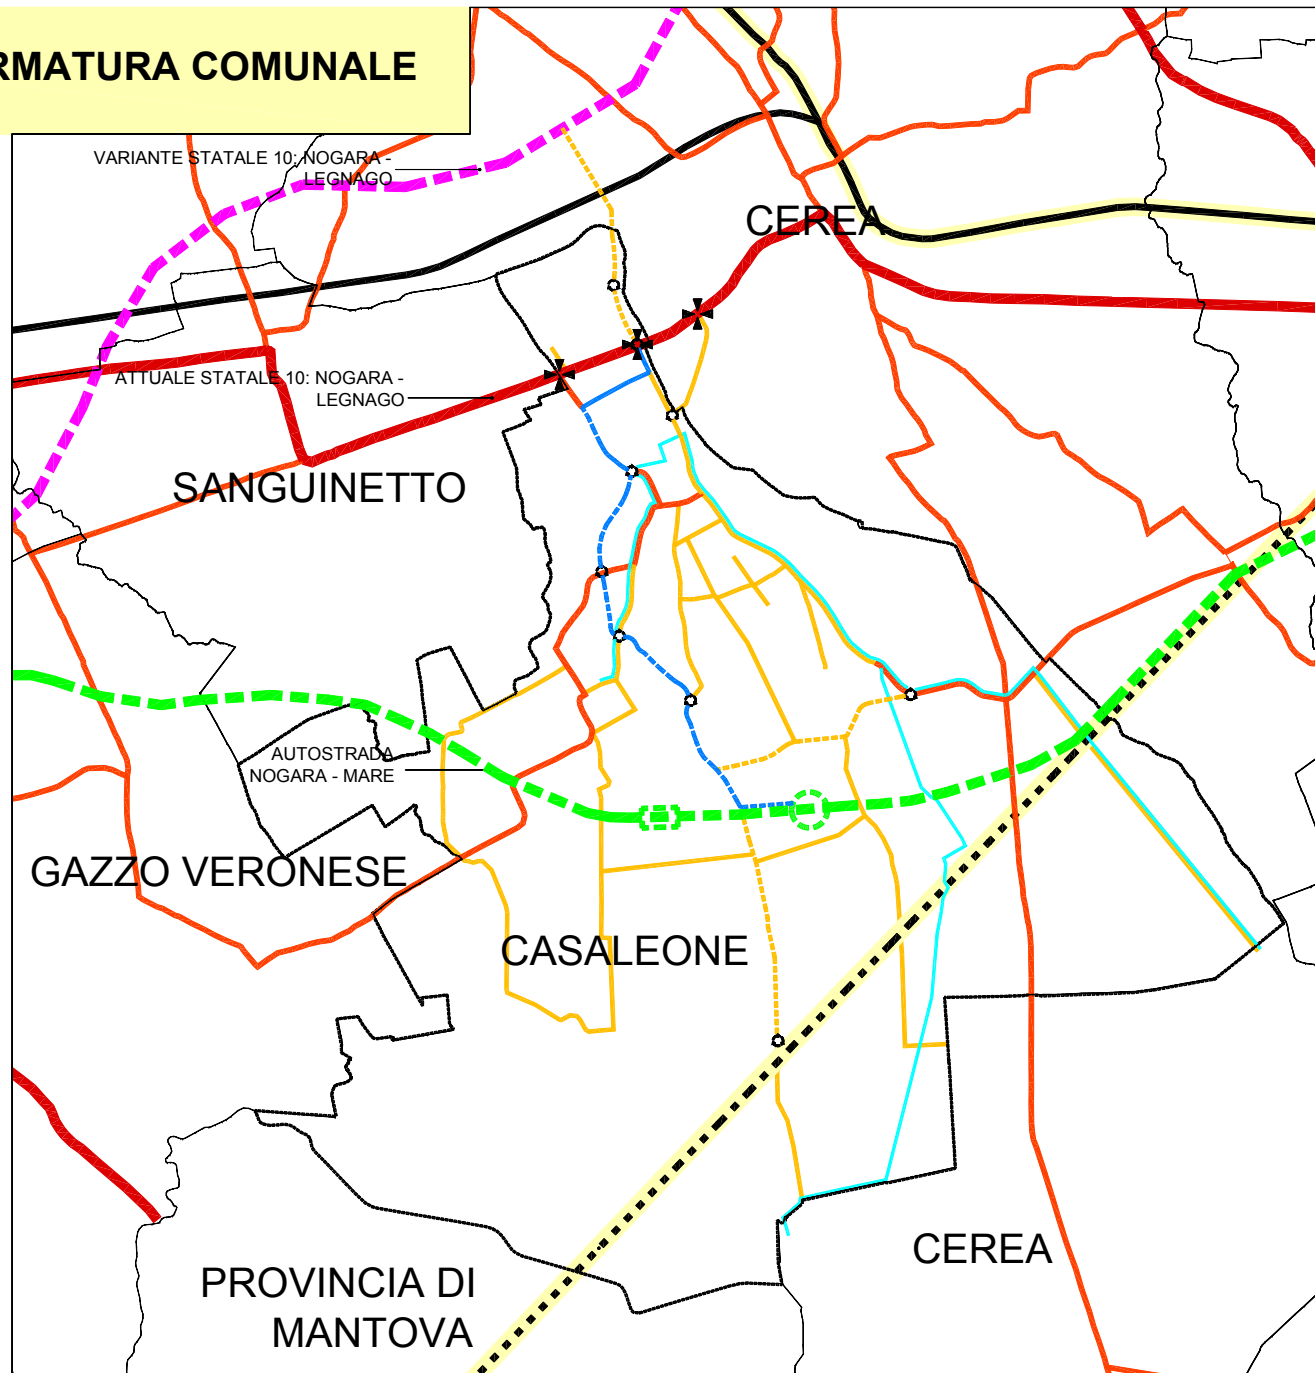 RMATURA COMUNALE
VARIANTE STATALE 10: NOGARA -
LEGNAGO
CEREA
ATTUALE STATALE 10: NOGARA -
LEGNAGO
SANGUINETTO
AUTOSTRADA
NOGARA - MARE
GAZZO VERONESE
CASALEONE
CEREA
PROVINCIA DI
MANTOVA